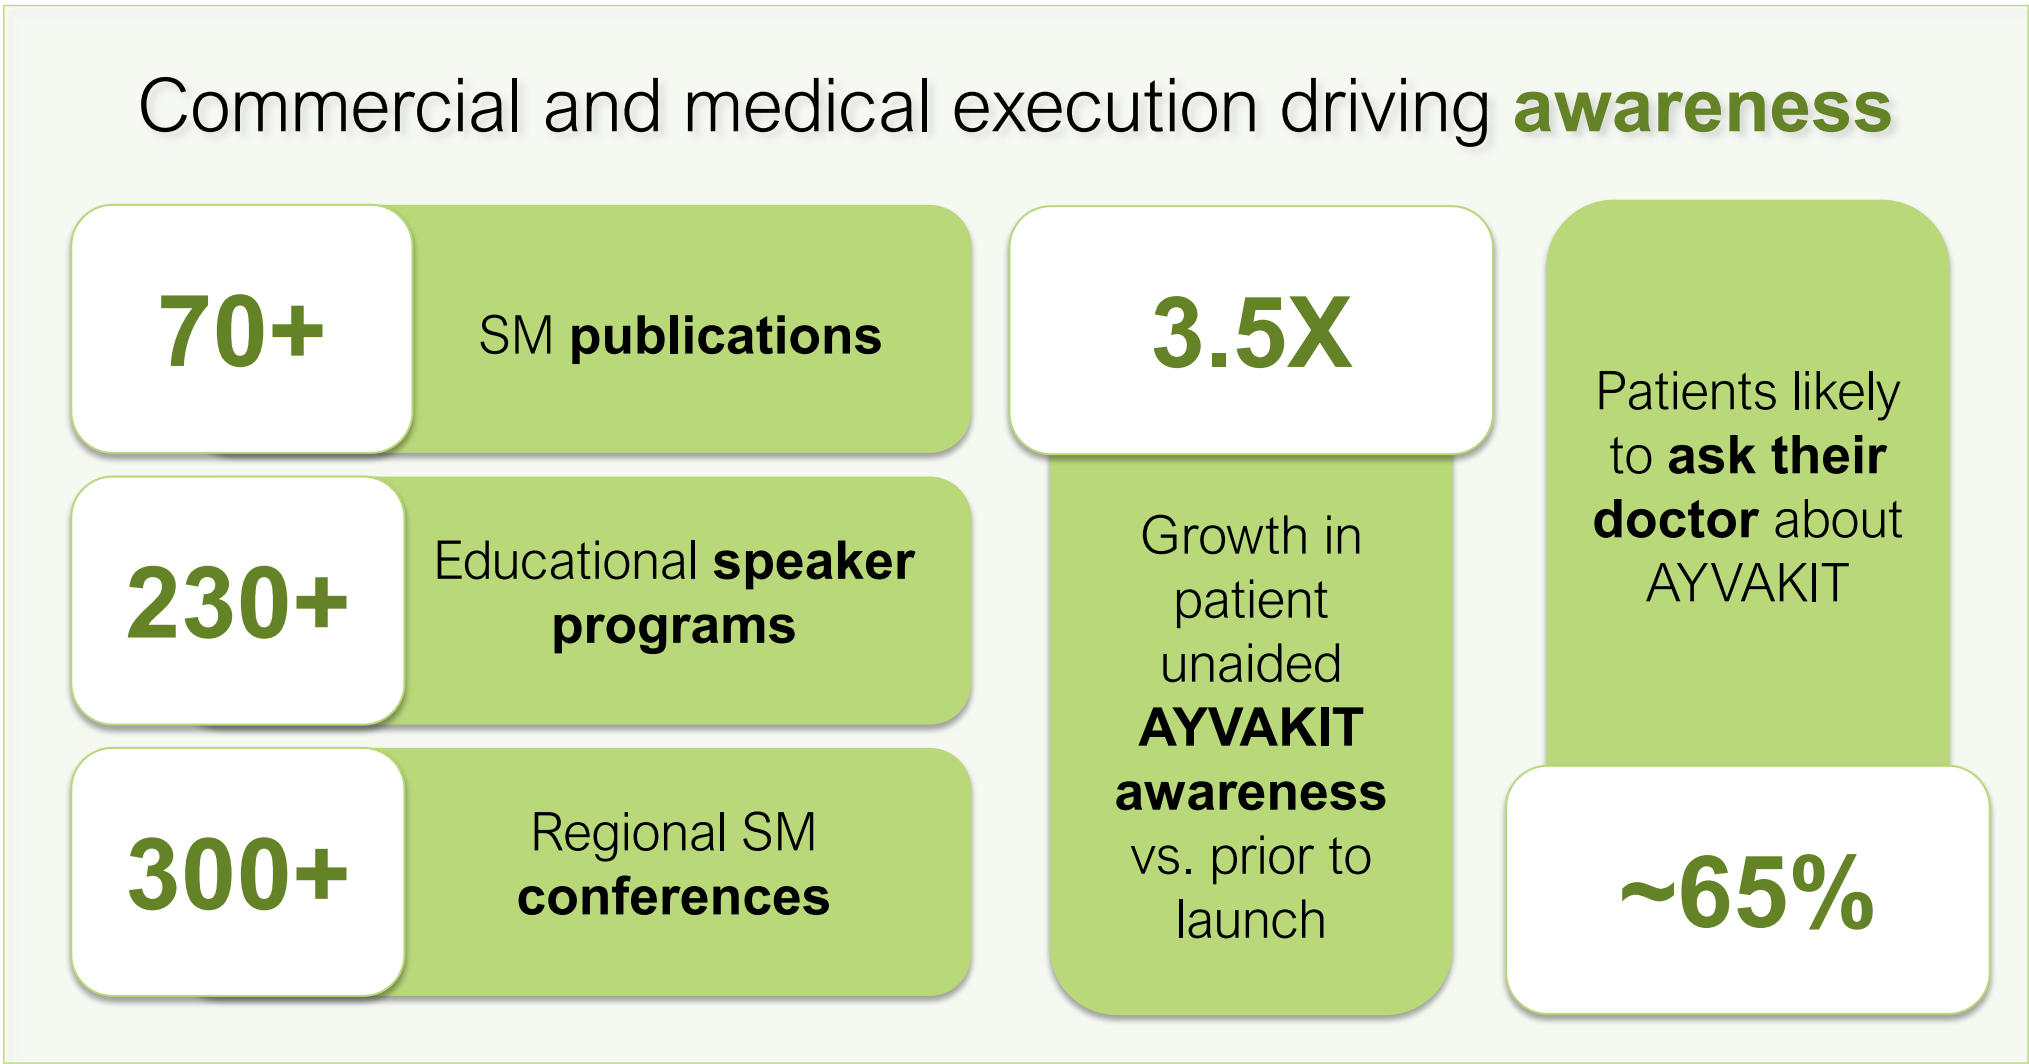 Commercial and medical execution driving awareness
70+
SM publications
230+
Educational speaker
programs
300+
Regional SM
conferences
3.5X
Growth in
patient
unaided
AYVAKIT
awareness
vs. prior to
launch
Patients likely
to ask their
doctor about
AYVAKIT
~65%